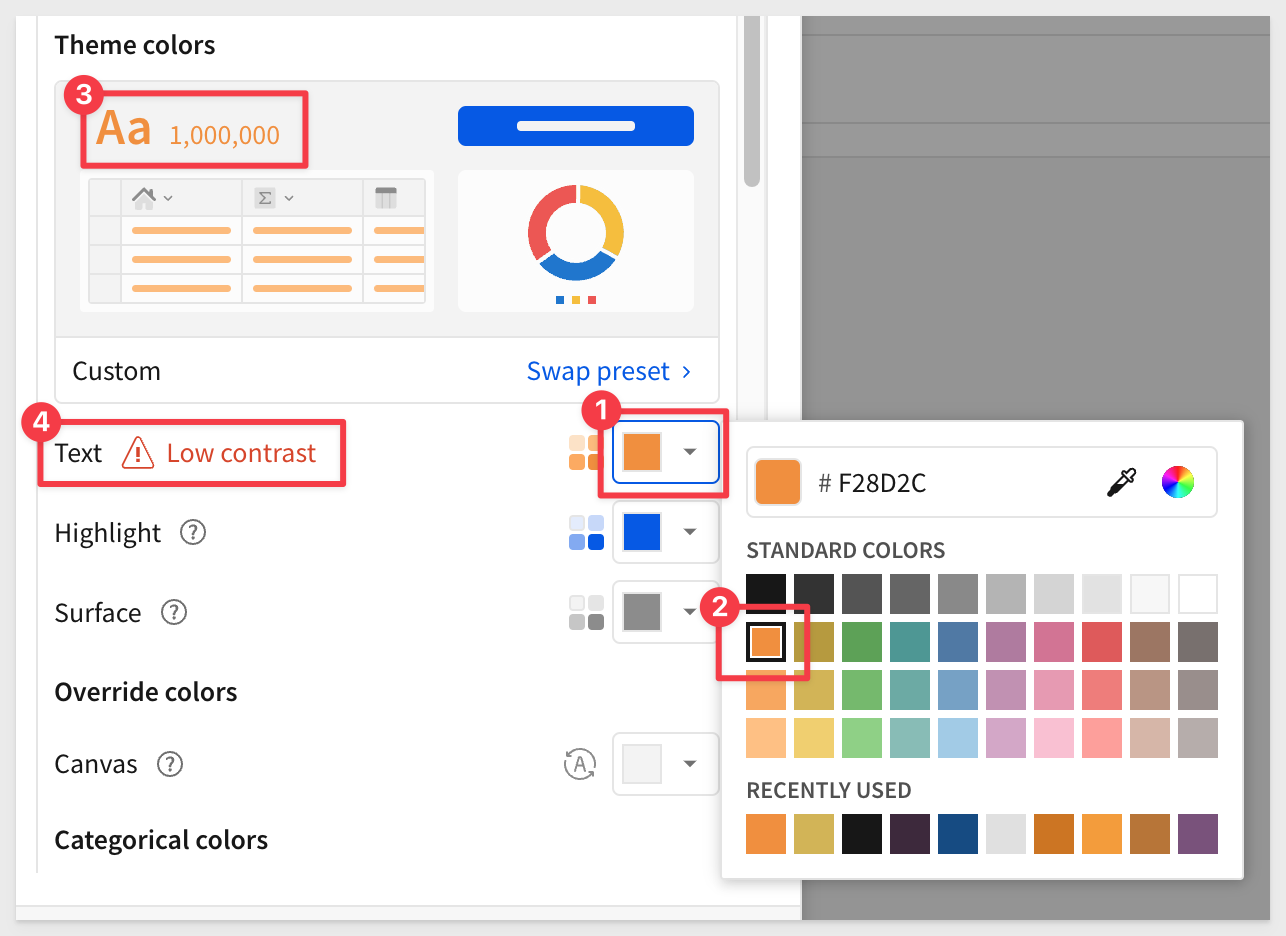 Theme colors
3
Aa 1,000,000
Σ
Custom
Swap preset ›
4
1
Text Low contrast
# F28D2C
Highlight ?
STANDARD COLORS
2
Surface ?
Override colors
Canvas ?
A
RECENTLY USED
Categorical colors